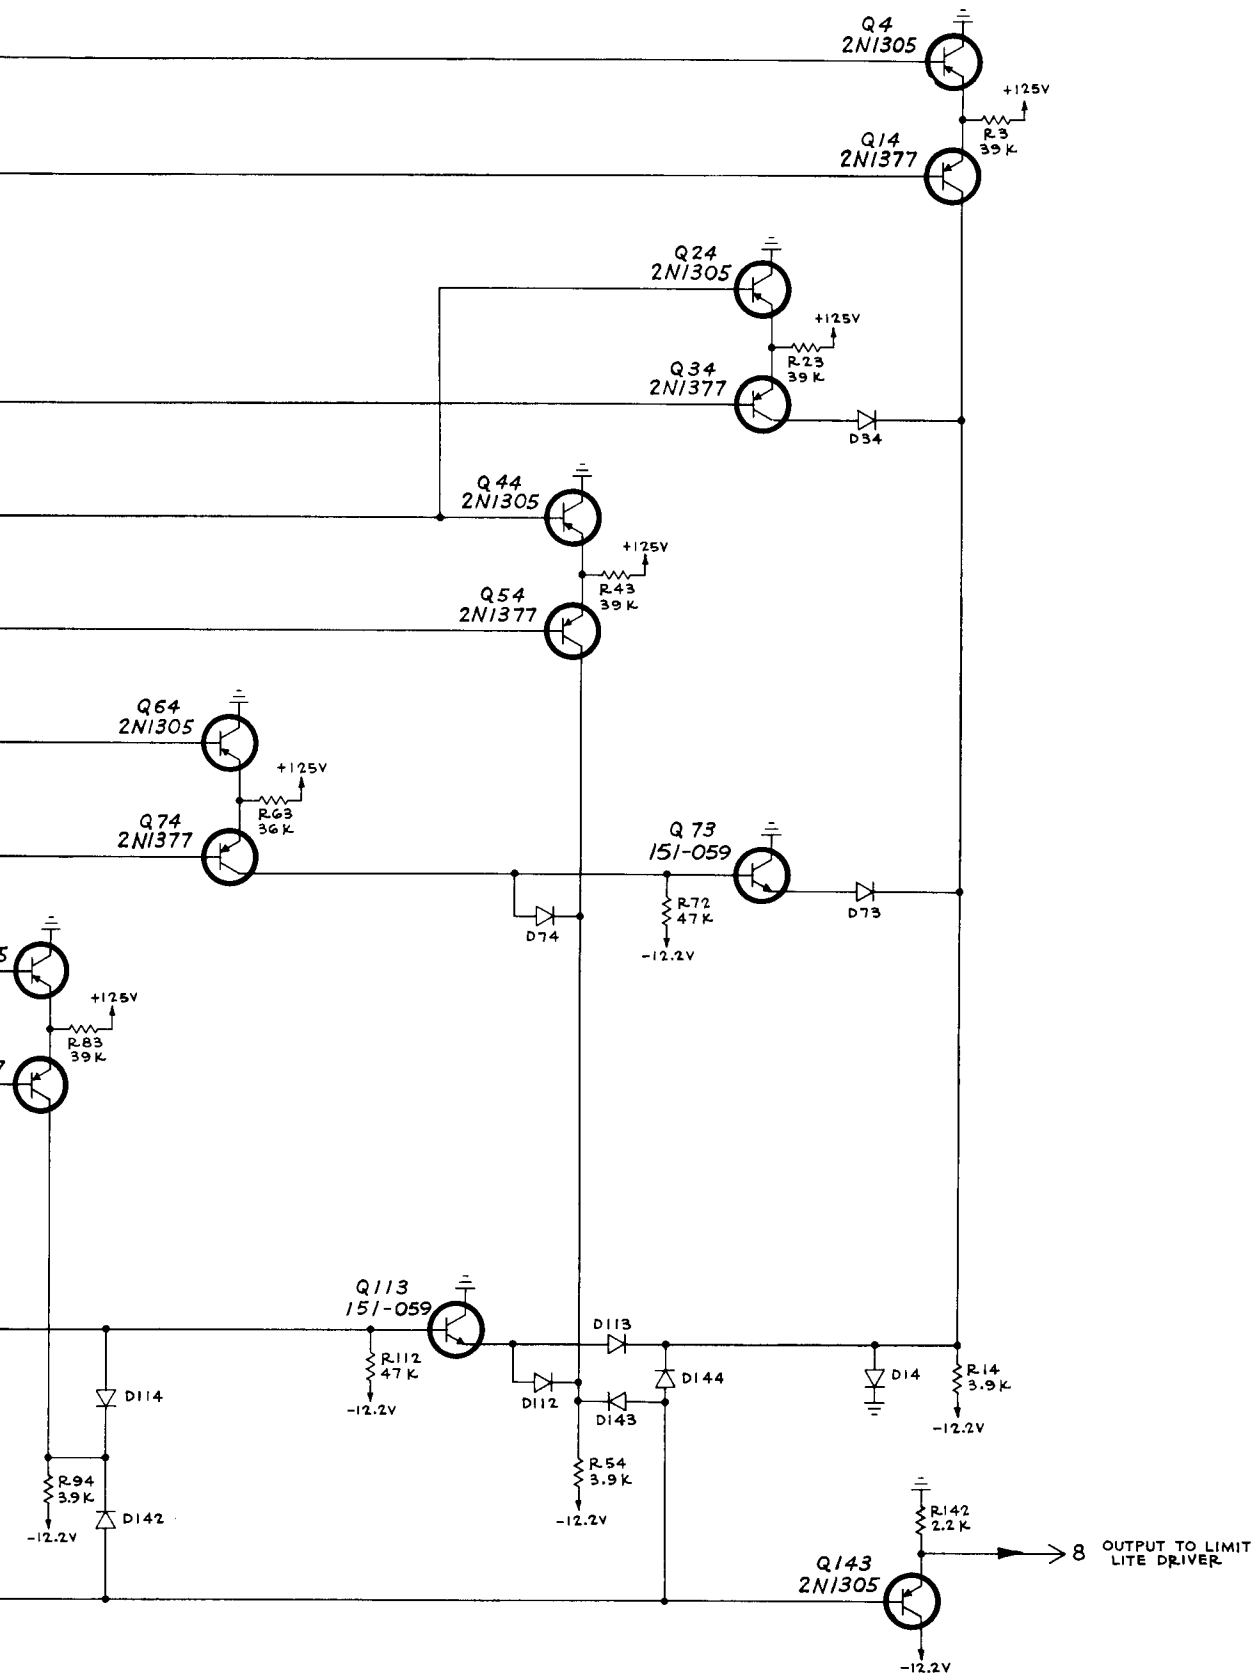 Q4
2N1305
+125V
R3
39K
Q14
2N1377
Q24
2N1305
+125V
R23
39K
Q34
2N1377
D34
Q44
2N1305
+125V
R43
39K
Q54
2N1377
Q64
2N1305
+125V
R63
36K
Q74
2N1377
Q73
151-059
D74
R72
47K
-12.2V
D73
5
+125V
R83
39K
7
Q113
151-059
D113
R112
47K
-12.2V
D114
D112
D143
D144
D14
R14
3.9K
-12.2V
R94
3.9K
-12.2V
D142
R54
3.9K
-12.2V
R142
2.2K
8 OUTPUT TO LIMIT
LITE DRIVER
Q143
2N1305
-12.2V